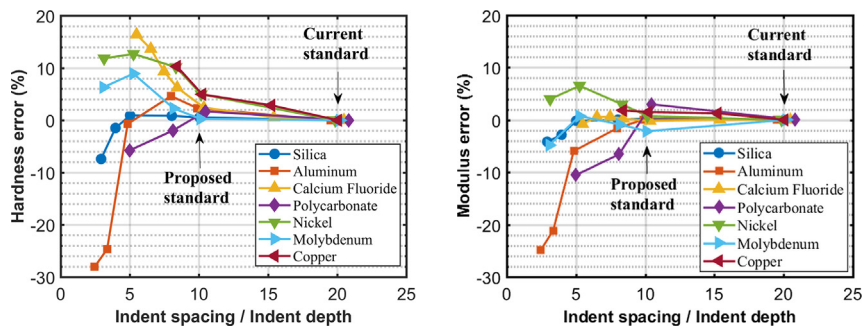 20
10
0
-10
-20
-30
0 5 10 15 20 25
Hardness error (%)
Indent spacing / Indent depth
Current
standard
Proposed
standard
Silica
Aluminum
Calcium Fluoride
Polycarbonate
Nickel
Molybdenum
Copper
20
10
0
-10
-20
-30
0 5 10 15 20 25
Modulus error (%)
Indent spacing / Indent depth
Current
standard
Proposed
standard
Silica
Aluminum
Calcium Fluoride
Polycarbonate
Nickel
Molybdenum
Copper